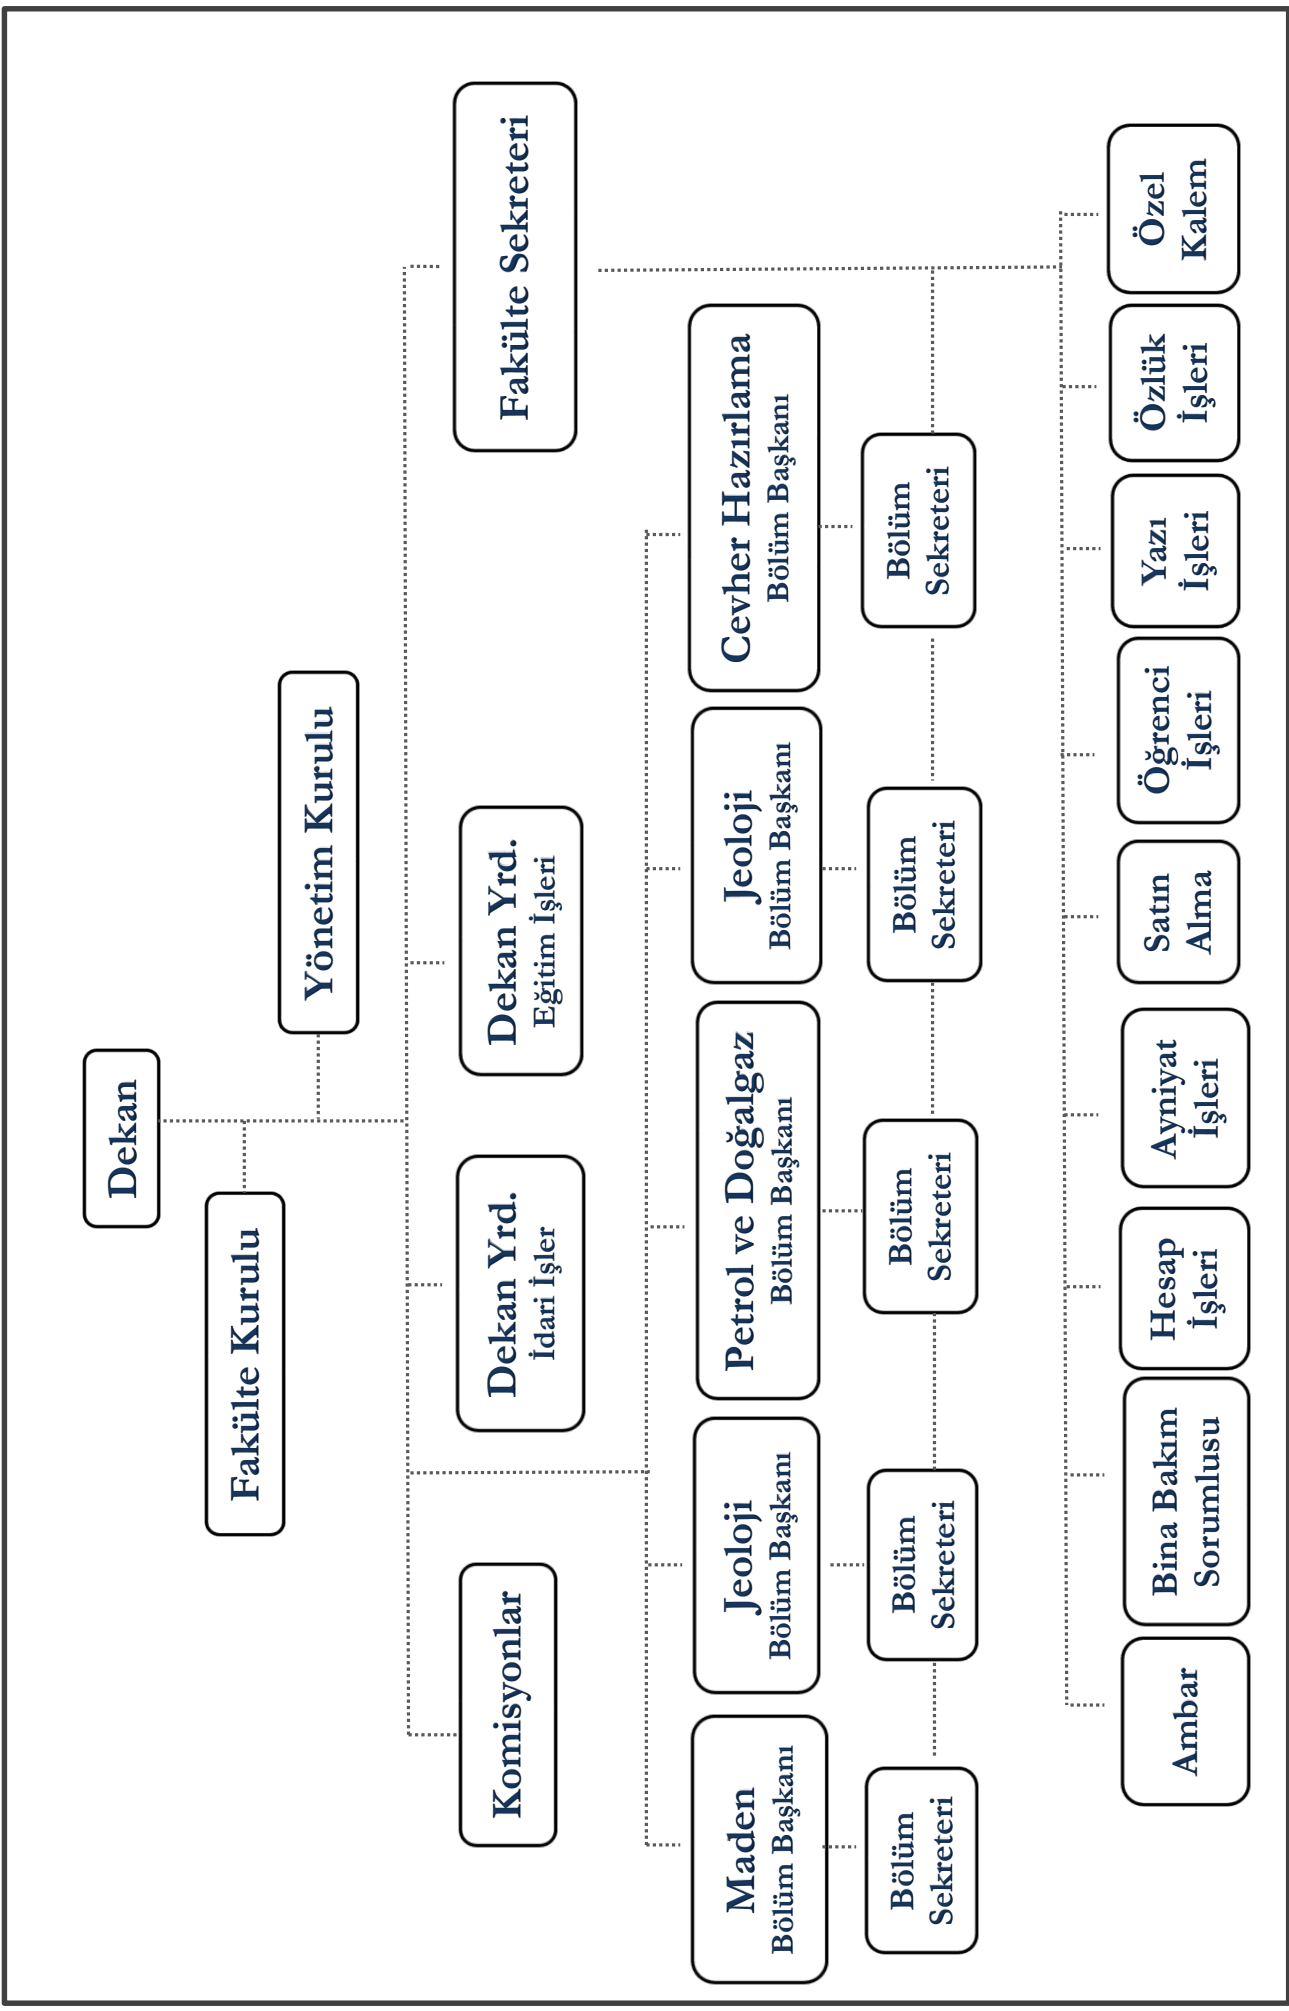 Dekan
Fakülte Kurulu
Yönetim Kurulu
Komisyonlar
Dekan Yrd.
İdari İşler
Dekan Yrd.
Eğitim İşleri
Fakülte Sekreteri
Maden
Bölüm Başkanı
Jeoloji
Bölüm Başkanı
Petrol ve Doğalgaz
Bölüm Başkanı
Jeoloji
Bölüm Başkanı
Cevher Hazırlama
Bölüm Başkanı
Bölüm
Sekreteri
Bölüm
Sekreteri
Bölüm
Sekreteri
Bölüm
Sekreteri
Bölüm
Sekreteri
Ambar
Bina Bakım
Sorumlusu
Hesap
İşleri
Ayniyat
İşleri
Satın
Alma
Öğrenci
İşleri
Yazı
İşleri
Özlük
İşleri
Özel
Kalem